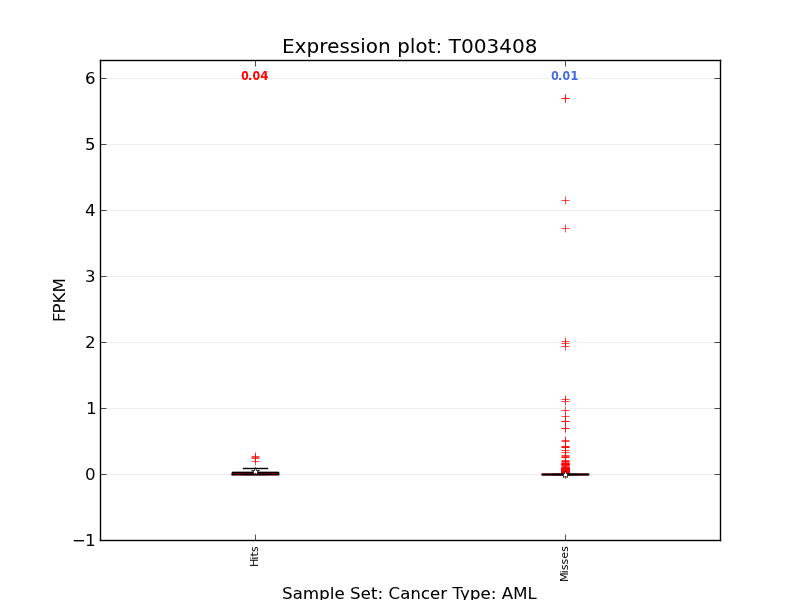 Expression plot: T003408
0.04
0.01
6
5
4
3
2
1
0
−1
FPKM
Hits
Misses
Sample Set: Cancer Type: AML